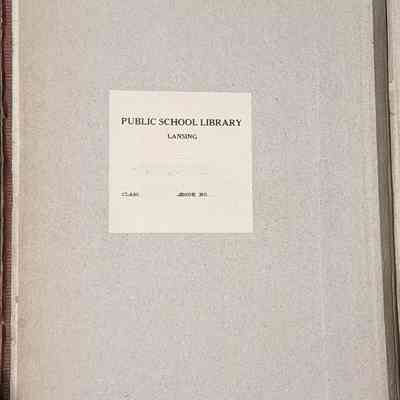 PUBLIC SCHOOL LIBRARY
LANSING
CLASS BOOK NO.